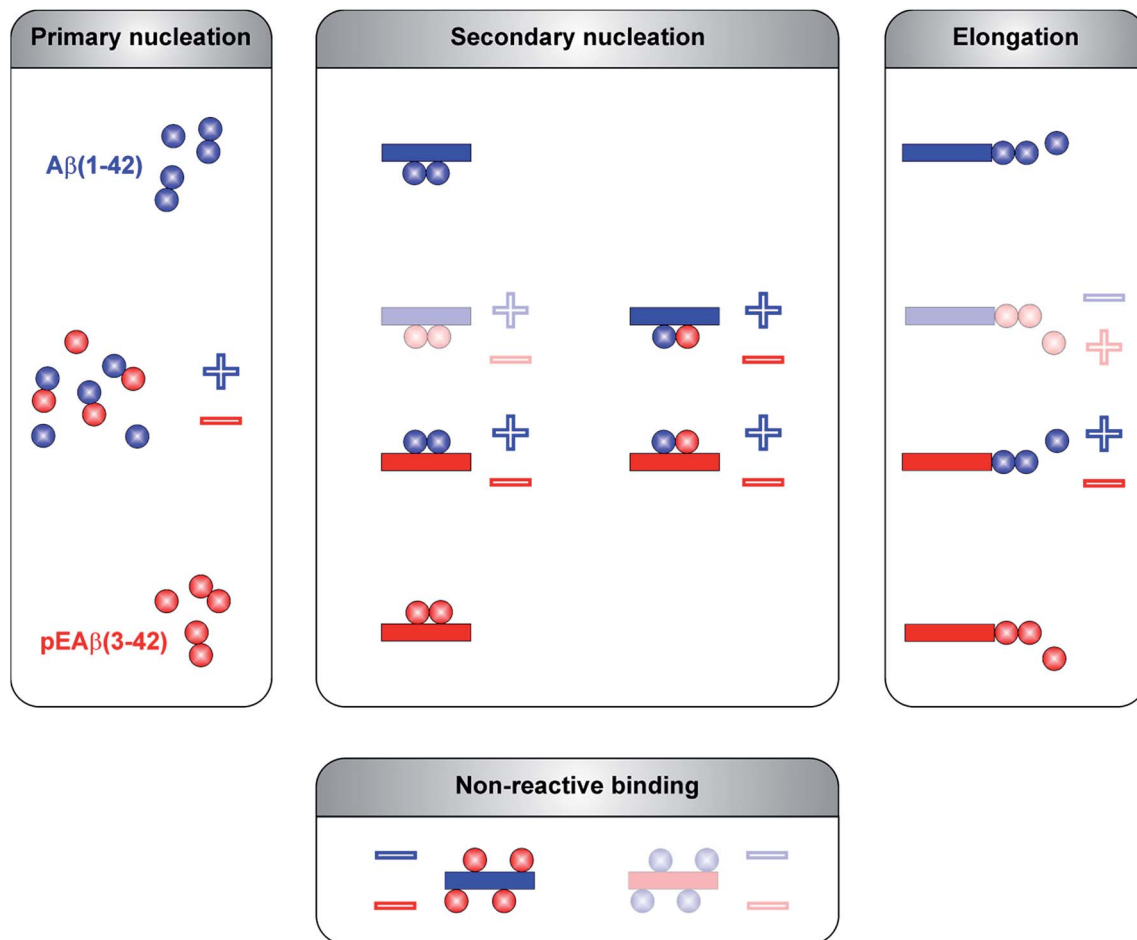 Primary nucleation
Secondary nucleation
Elongation
Aβ(1-42)
pEAβ(3-42)
Non-reactive binding